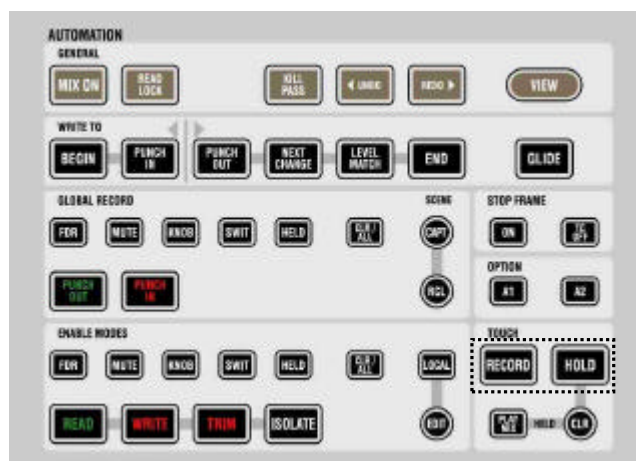 AUTOMATION
GENERAL
MIX ON
READ
LOCK
KILL
PASS
◀ UNDO
REDO ▶
VIEW
WRITE TO
BEGIN
PUNCH
IN
PUNCH
OUT
NEXT
CHANGE
LEVEL
MATCH
END
GLIDE
GLOBAL RECORD
SCENE
STOP FRAME
FDR
MUTE
KNOB
SWIT
HELD
CLR/
ALL
CAPT
ON
TC
OFF
OPTION
PUNCH
OUT
PUNCH
IN
RCL
A1
A2
ENABLE MODES
TOUCH
FDR
MUTE
KNOB
SWIT
HELD
CLR/
ALL
LOCAL
RECORD
HOLD
READ
WRITE
TRIM
ISOLATE
EDIT
PLAY
HELD
CLR